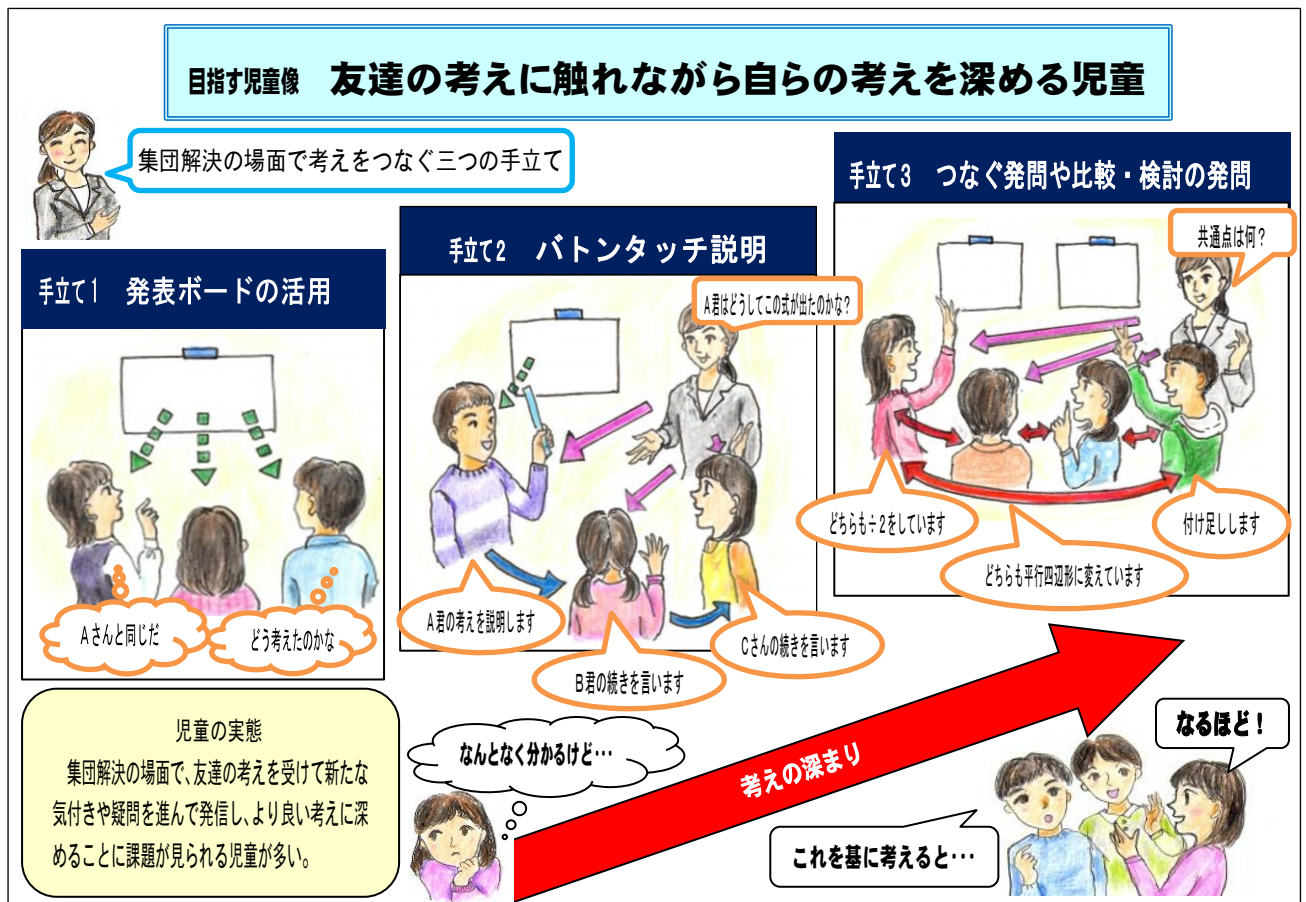 目指す児童像　友達の考えに触れながら自らの考えを深める児童
集団解決の場面で考えをつなぐ三つの手立て
手立て1　発表ボードの活用
Aさんと同じだ
どう考えたのかな
手立て2　バトンタッチ説明
A君はどうしてこの式が出たのかな？
A君の考えを説明します
B君の続きを言います
Cさんの続きを言います
手立て3　つなぐ発問や比較・検討の発問
共通点は何？
どちらも÷2をしています
どちらも平行四辺形に変えています
付け足しします
児童の実態
集団解決の場面で、友達の考えを受けて新たな
気付きや疑問を進んで発信し、より良い考えに深
めることに課題が見られる児童が多い。
なんとなく分かるけど…
考えの深まり
これを基に考えると…
なるほど！